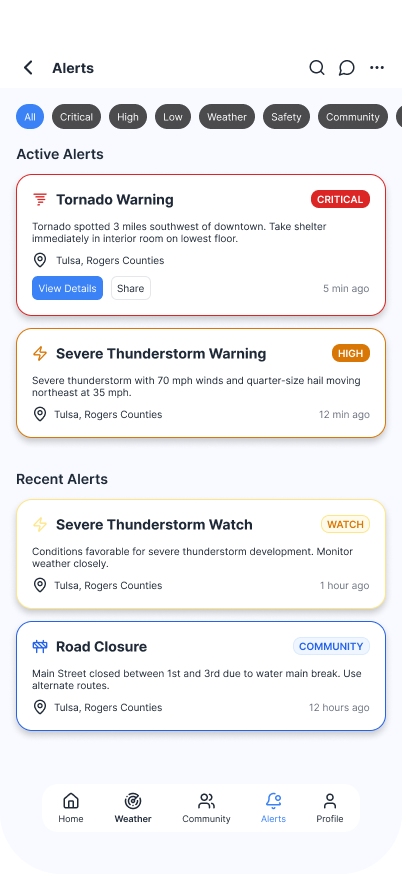 Alerts
All Critical High Low Weather Safety Community
Active Alerts
Tornado Warning CRITICAL
Tornado spotted 3 miles southwest of downtown. Take shelter
immediately in interior room on lowest floor.
Tulsa, Rogers Counties
View Details Share 5 min ago
Severe Thunderstorm Warning HIGH
Severe thunderstorm with 70 mph winds and quarter-size hail moving
northeast at 35 mph.
Tulsa, Rogers Counties 12 min ago
Recent Alerts
Severe Thunderstorm Watch WATCH
Conditions favorable for severe thunderstorm development. Monitor
weather closely.
Tulsa, Rogers Counties 1 hour ago
Road Closure COMMUNITY
Main Street closed between 1st and 3rd due to water main break. Use
alternate routes.
Tulsa, Rogers Counties 12 hours ago
Home Weather Community Alerts Profile